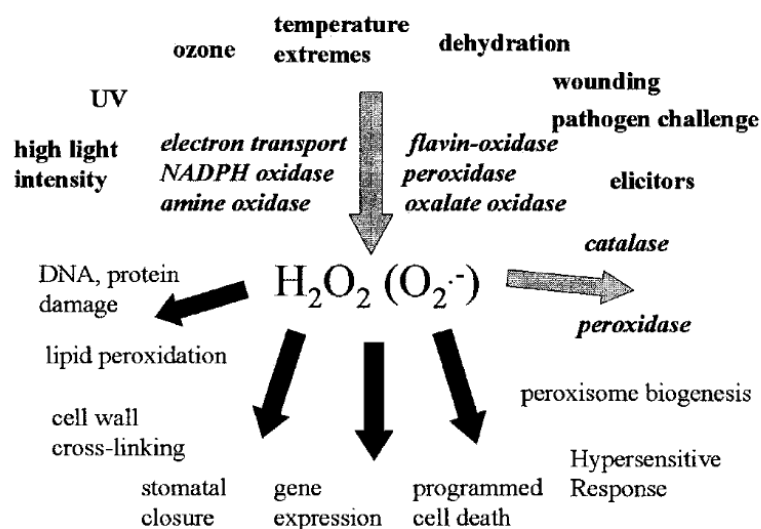 temperature
extremes
ozone
dehydration
UV
wounding
pathogen challenge
high light
intensity
electron transport
NADPH oxidase
amine oxidase
flavin-oxidase
peroxidase
oxalate oxidase
elicitors
catalase
H₂O₂ (O₂·⁻)
peroxidase
DNA, protein
damage
lipid peroxidation
cell wall
cross-linking
stomatal
closure
gene
expression
programmed
cell death
peroxisome biogenesis
Hypersensitive
Response